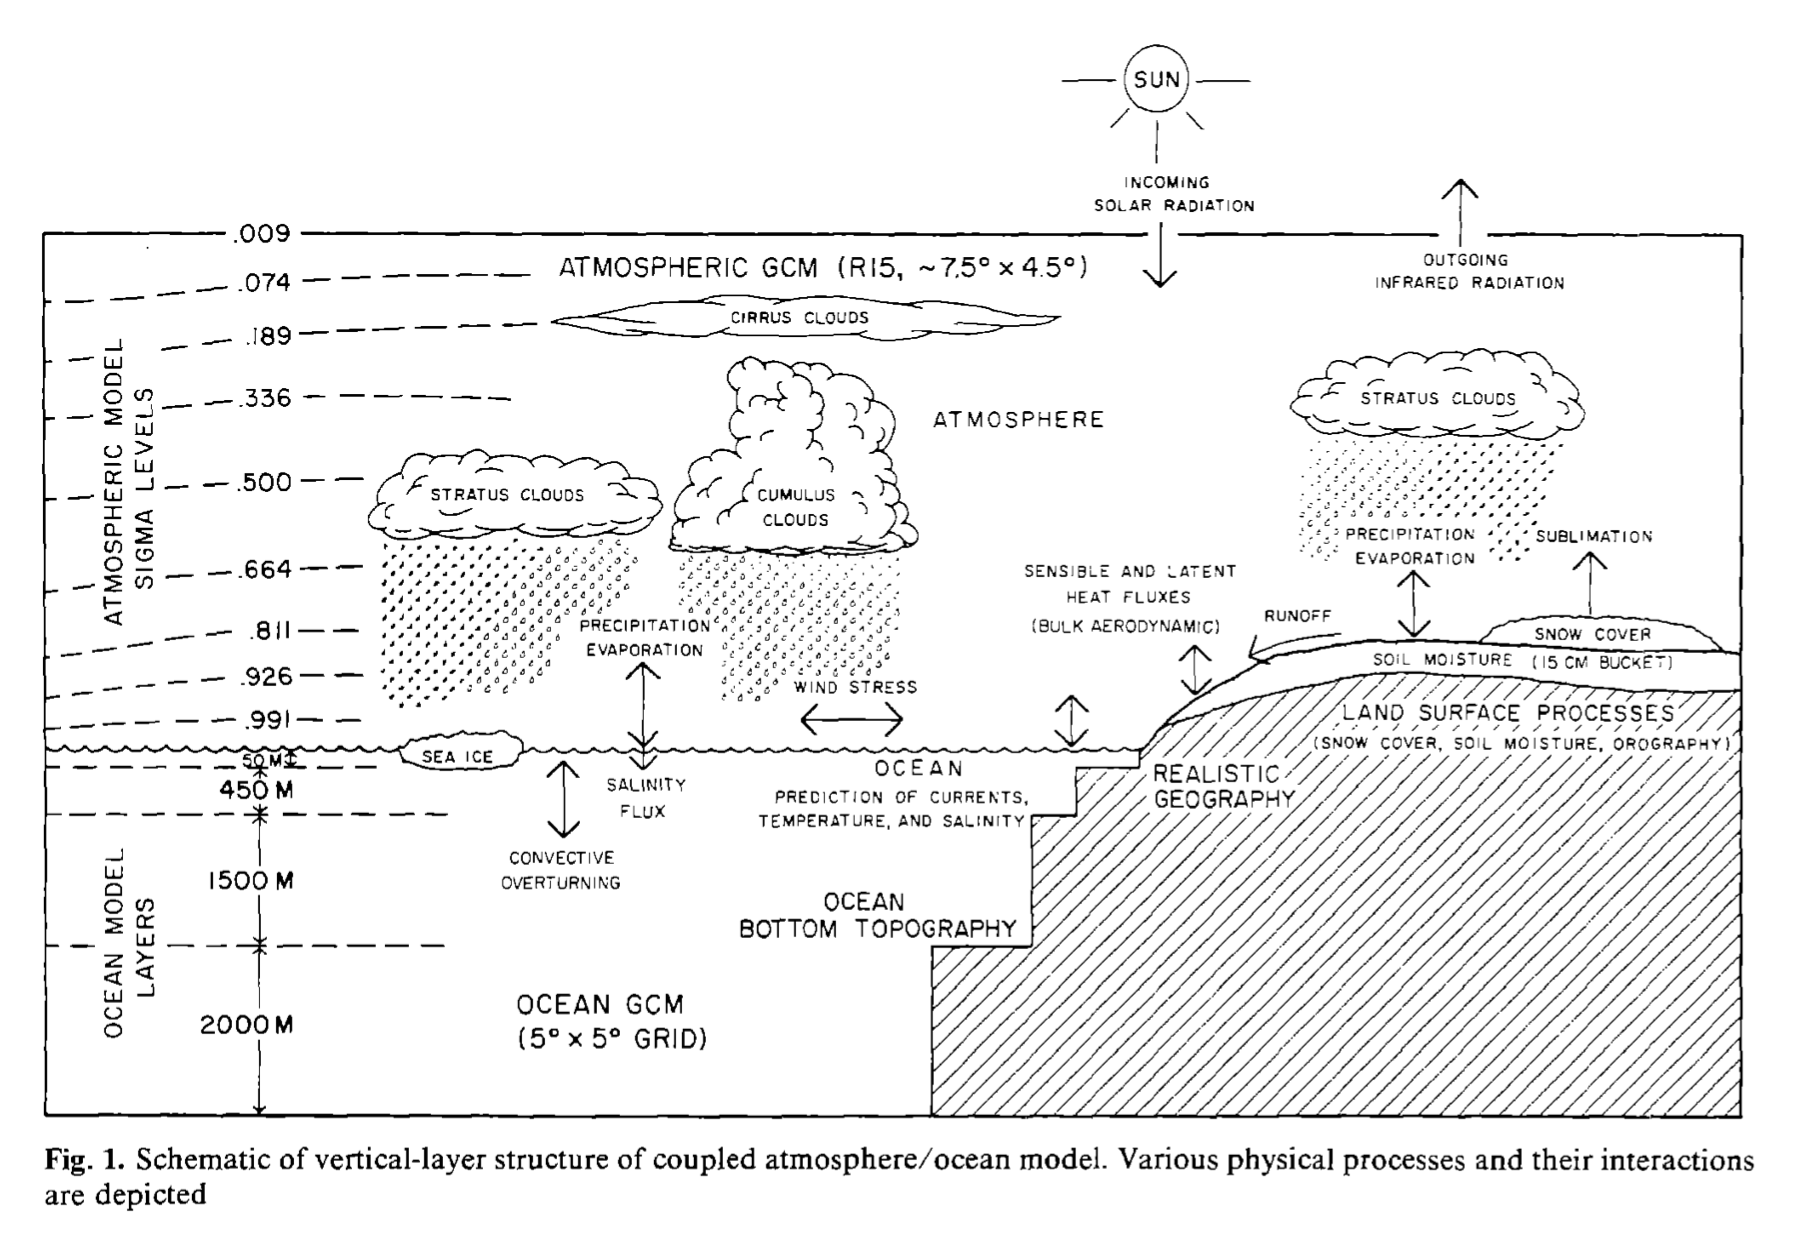 SUN
INCOMING
SOLAR RADIATION
OUTGOING
INFRARED RADIATION
.009
ATMOSPHERIC GCM (R15, ~7.5° x 4.5°)
.074
CIRRUS CLOUDS
.189
.336
ATMOSPHERE
STRATUS CLOUDS
ATMOSPHERIC MODEL
SIGMA LEVELS
.500
STRATUS CLOUDS
CUMULUS
CLOUDS
PRECIPITATION
EVAPORATION
SUBLIMATION
.664
SENSIBLE AND LATENT
HEAT FLUXES
(BULK AERODYNAMIC)
RUNOFF
.811
PRECIPITATION
EVAPORATION
SNOW COVER
SOIL MOISTURE (15 CM BUCKET)
.926
WIND STRESS
.991
LAND SURFACE PROCESSES
(SNOW COVER, SOIL MOISTURE, OROGRAPHY)
SEA ICE
50 M
450 M
SALINITY
FLUX
OCEAN
PREDICTION OF CURRENTS,
TEMPERATURE, AND SALINITY
REALISTIC
GEOGRAPHY
CONVECTIVE
OVERTURNING
OCEAN MODEL
LAYERS
1500 M
OCEAN
BOTTOM TOPOGRAPHY
2000 M
OCEAN GCM
(5° x 5° GRID)
Fig. 1. Schematic of vertical-layer structure of coupled atmosphere/ocean model. Various physical processes and their interactions
are depicted